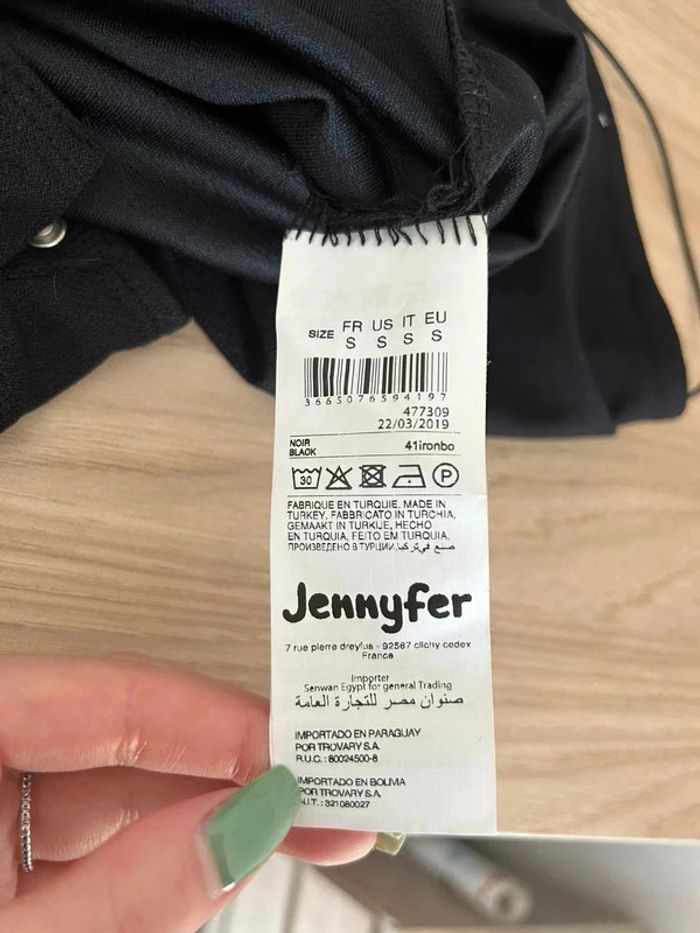 SIZE FR US IT EU
S S S S
3665076594197
477309
22/03/2019
NOIR
BLACK 41ironbo
30 P
FABRIQUE EN TURQUIE, MADE IN
TURKEY, FABBRICATO IN TURCHIA,
GEMAAKT IN TURKIJE, HECHO
EN TURQUIA, FEITO EM TURQUIA,
ПРОИЗВЕДЕНО В ТУРЦИИ, صنع في تركيا
Jennyfer
7 rue pierre dreyfus - 92587 clichy cedex
France
Importer
Senwan Egypt for general Trading
صنوان مصر للتجارة العامة
IMPORTADO EN PARAGUAY
POR TROVARY S.A.
R.U.C.: 80024500-8
IMPORTADO EN BOLIVIA
POR TROVARY S.A.
N.I.T.: 321080027